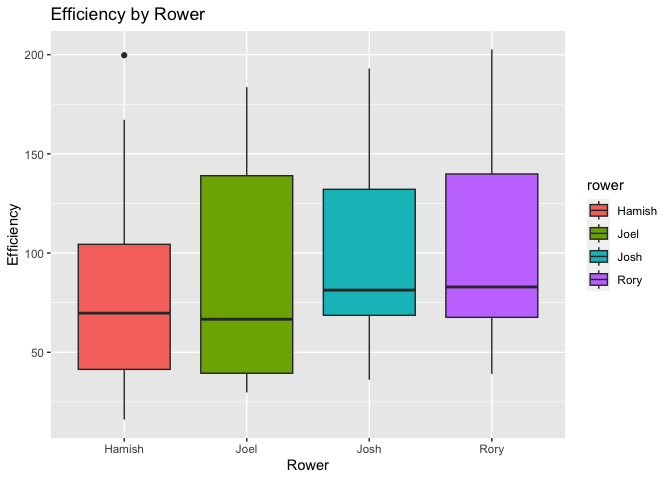 Efficiency by Rower
200
150
100
50
Efficiency
Hamish
Joel
Josh
Rory
Rower
rower
Hamish
Joel
Josh
Rory